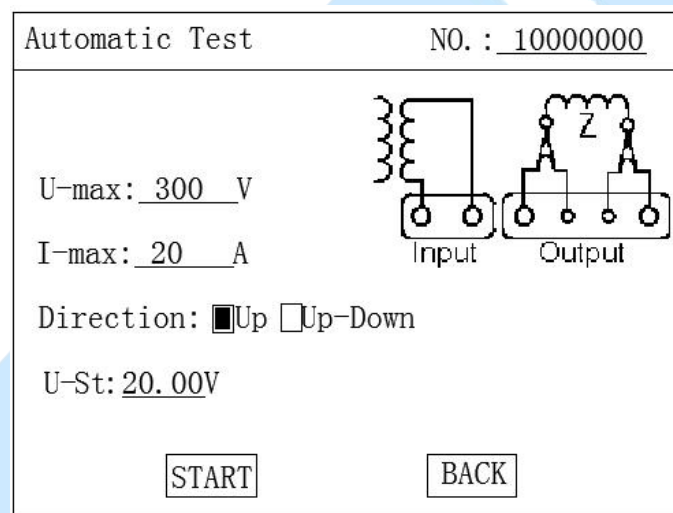 Automatic Test NO.: 10000000
Z
U-max: 300 V
I-max: 20 A
Input Output
Direction: Up Up-Down
U-St:20.00V
START BACK